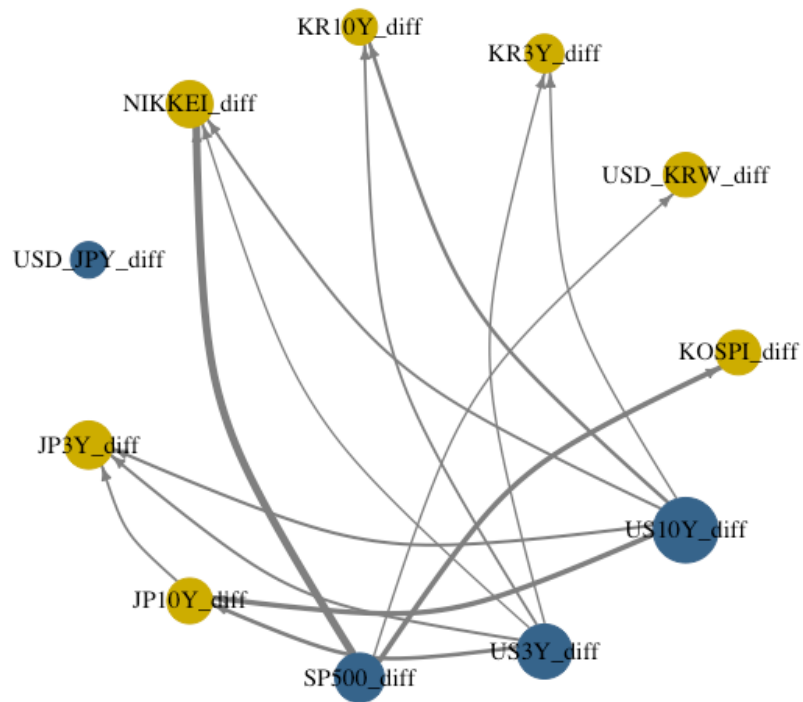 KR10Y_diff
KR3Y_diff
NIKKEI_diff
USD_KRW_diff
USD_JPY_diff
KOSPI_diff
JP3Y_diff
US10Y_diff
JP10Y_diff
US3Y_diff
SP500_diff